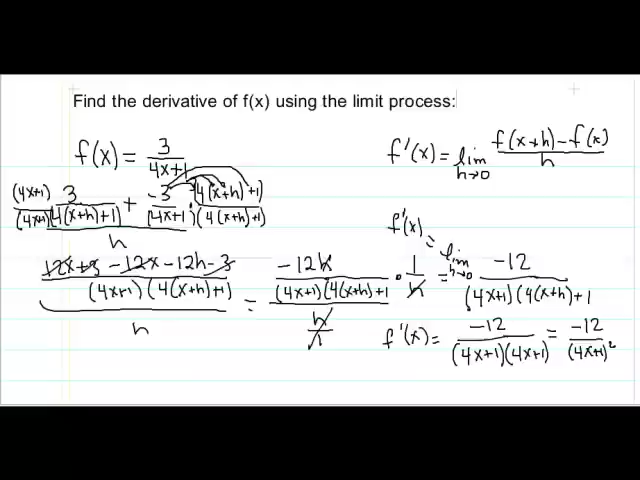 Find the derivative of f(x) using the limit process:
f(x) = 3/(4x+1)
f'(x) = lim h→0 (f(x+h) - f(x))/h
((4x+1)/(4x+1) · 3/(4(x+h)+1) + -3/(4x+1) · (4(x+h)+1)/(4(x+h)+1))/h
f'(x) = lim h→0 -12/((4x+1)(4(x+h)+1
((12x+3-12x-12h-3)/((4x+1)(4(x+h)+1)))/h = (-12h/((4x+1)(4(x+h)+1))/(h/1) · 1/h
f'(x) = -12/((4x+1)(4x+1)) = -12/(4x+1)²